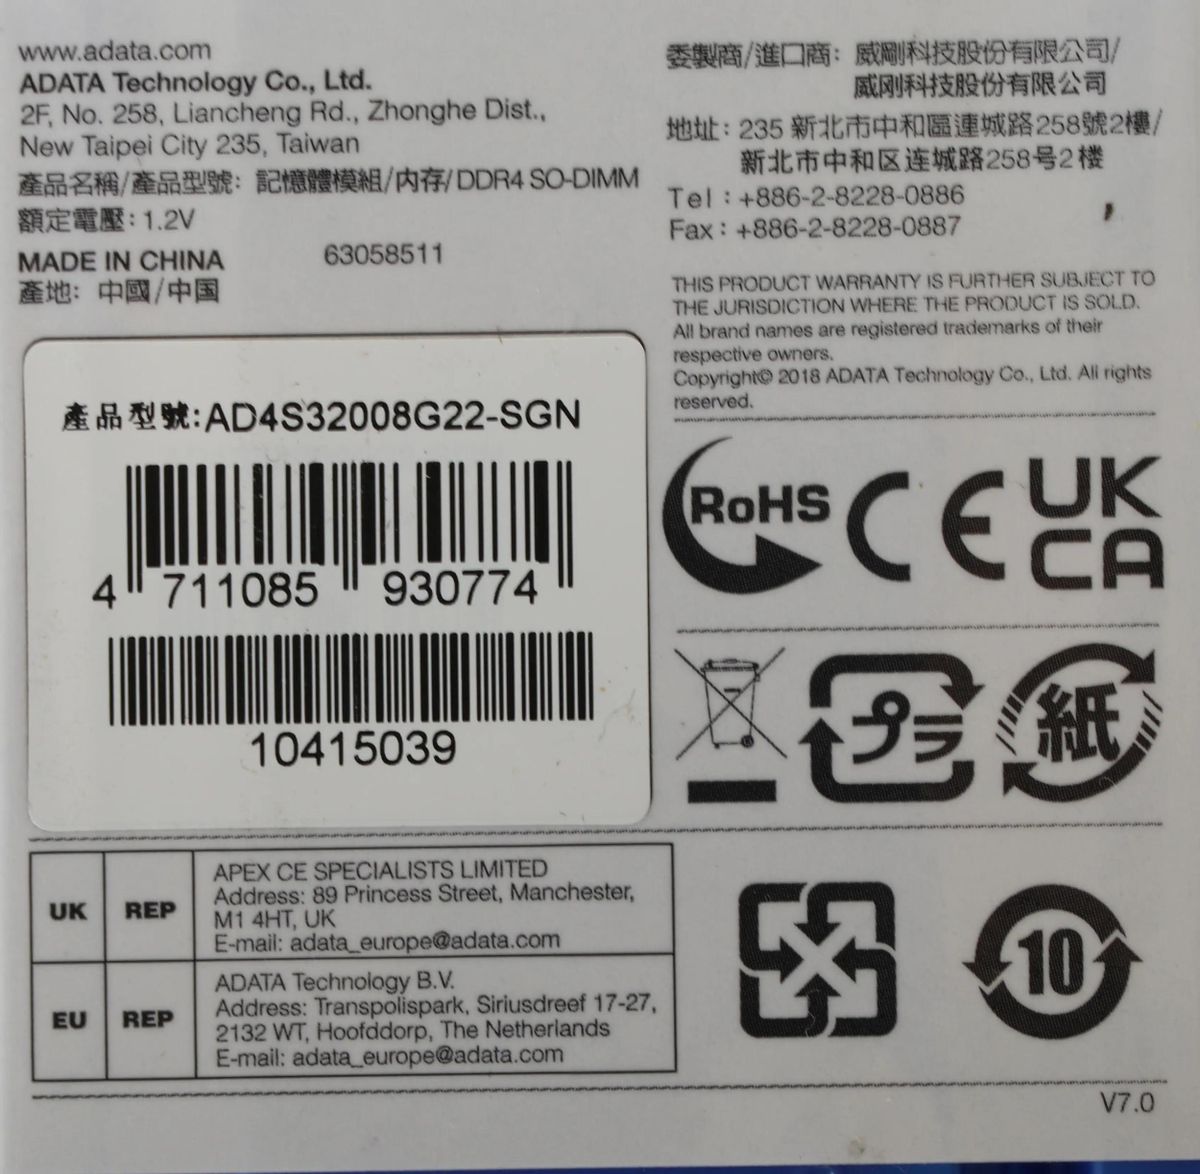 www.adata.com
ADATA Technology Co., Ltd.
2F, No. 258, Liancheng Rd., Zhonghe Dist.,
New Taipei City 235, Taiwan
產品名稱/產品型號: 記憶體模組/内存/ DDR4 SO-DIMM
額定電壓: 1.2V
MADE IN CHINA 63058511
產地: 中國/中国
委製商/進口商: 威剛科技股份有限公司/
威刚科技股份有限公司
地址: 235 新北市中和區連城路258號2樓/
新北市中和区连城路258号2楼
Tel : +886-2-8228-0886
Fax : +886-2-8228-0887
THIS PRODUCT WARRANTY IS FURTHER SUBJECT TO
THE JURISDICTION WHERE THE PRODUCT IS SOLD.
All brand names are registered trademarks of their
respective owners.
Copyright© 2018 ADATA Technology Co., Ltd. All rights
reserved.
產品型號:AD4S32008G22-SGN
4 711085 930774
10415039
RoHS CE UK
CA
プラ 紙
UK REP
APEX CE SPECIALISTS LIMITED
Address: 89 Princess Street, Manchester,
M1 4HT, UK
E-mail: adata_europe@adata.com
EU REP
ADATA Technology B.V.
Address: Transpolispark, Siriusdreef 17-27,
2132 WT, Hoofddorp, The Netherlands
E-mail: adata_europe@adata.com
10
V7.0